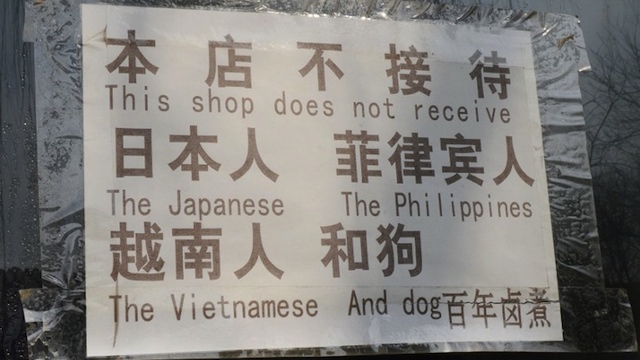 本店不接待
This shop does not receive
日本人 菲律宾人
The Japanese The Philippines
越南人 和狗
The Vietnamese And dog百年卤煮